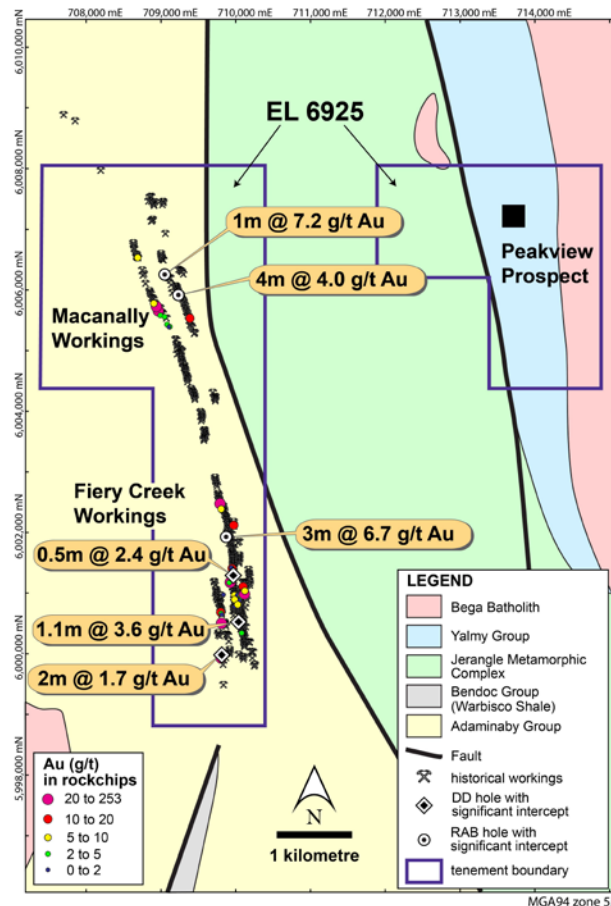 708,000 mE
709,000 mE
710,000 mE
711,000 mE
712,000 mE
713,000 mE
714,000 mE
6,010,000 mN
6,008,000 mN
6,006,000 mN
6,004,000 mN
6,002,000 mN
6,000,000 mN
5,998,000 mN
EL 6925
1m @ 7.2 g/t Au
4m @ 4.0 g/t Au
Peakview
Prospect
Macanally
Workings
Fiery Creek
Workings
3m @ 6.7 g/t Au
0.5m @ 2.4 g/t Au
1.1m @ 3.6 g/t Au
2m @ 1.7 g/t Au
LEGEND
Bega Batholith
Yalmy Group
Jerangle Metamorphic
Complex
Bendoc Group
(Warbisco Shale)
Adaminaby Group
Fault
historical workings
DD hole with
significant intercept
RAB hole with
significant intercept
tenement boundary
Au (g/t)
in rockchips
20 to 253
10 to 20
5 to 10
2 to 5
0 to 2
N
1 kilometre
MGA94 zone 5